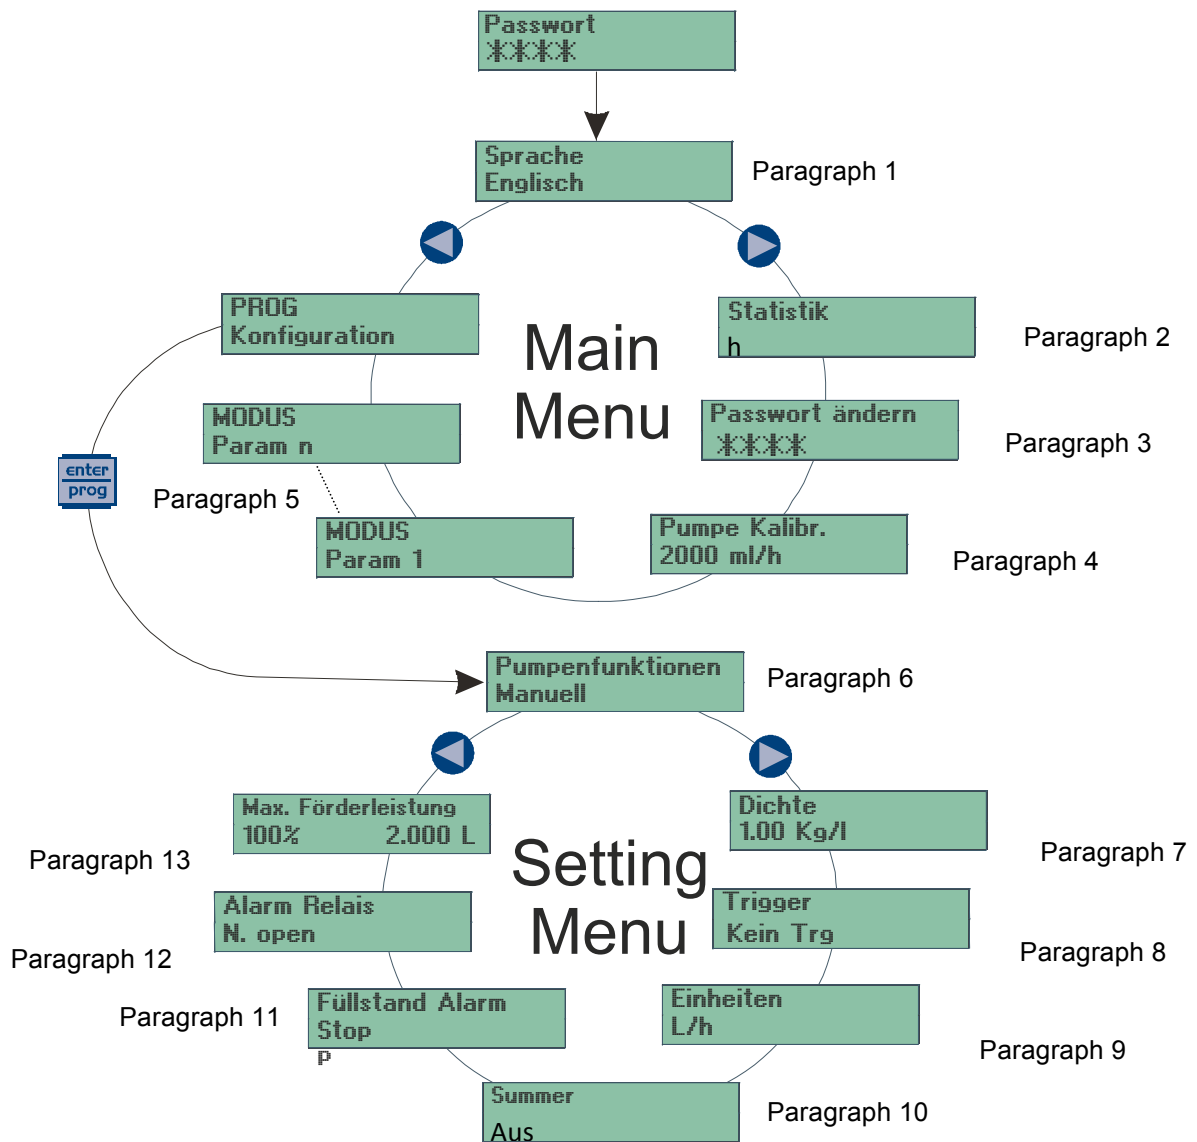 Passwort
****
Sprache
Englisch
Paragraph 1
PROG
Konfiguration
Statistik
h
Paragraph 2
Main
Menu
MODUS
Param n
Passwort ändern
****
Paragraph 3
enter
prog
Paragraph 5
MODUS
Param 1
Pumpe Kalibr.
2000 ml/h
Paragraph 4
Pumpenfunktionen
Manuell
Paragraph 6
Max. Förderleistung
100% 2.000 L
Paragraph 13
Dichte
1.00 Kg/l
Paragraph 7
Setting
Menu
Alarm Relais
N. open
Paragraph 12
Trigger
Kein Trg
Paragraph 8
Füllstand Alarm
Stop
P
Paragraph 11
Einheiten
L/h
Paragraph 9
Summer
Aus
Paragraph 10